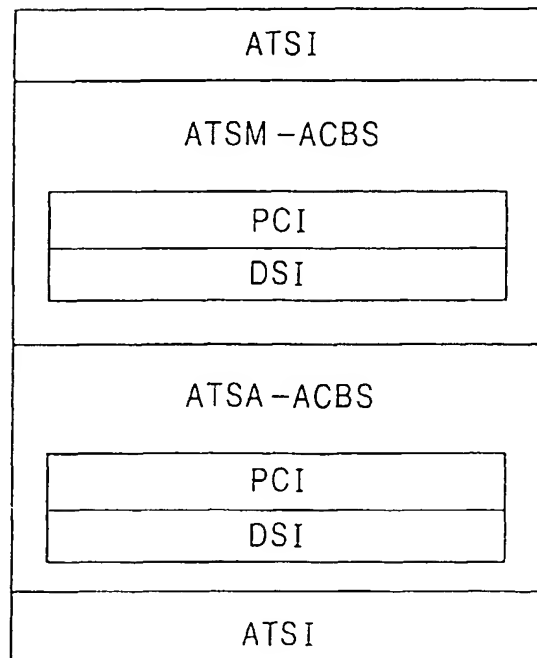 ATSI
ATSM-ACBS
PCI
DSI
ATSA-ACBS
PCI
DSI
ATSI